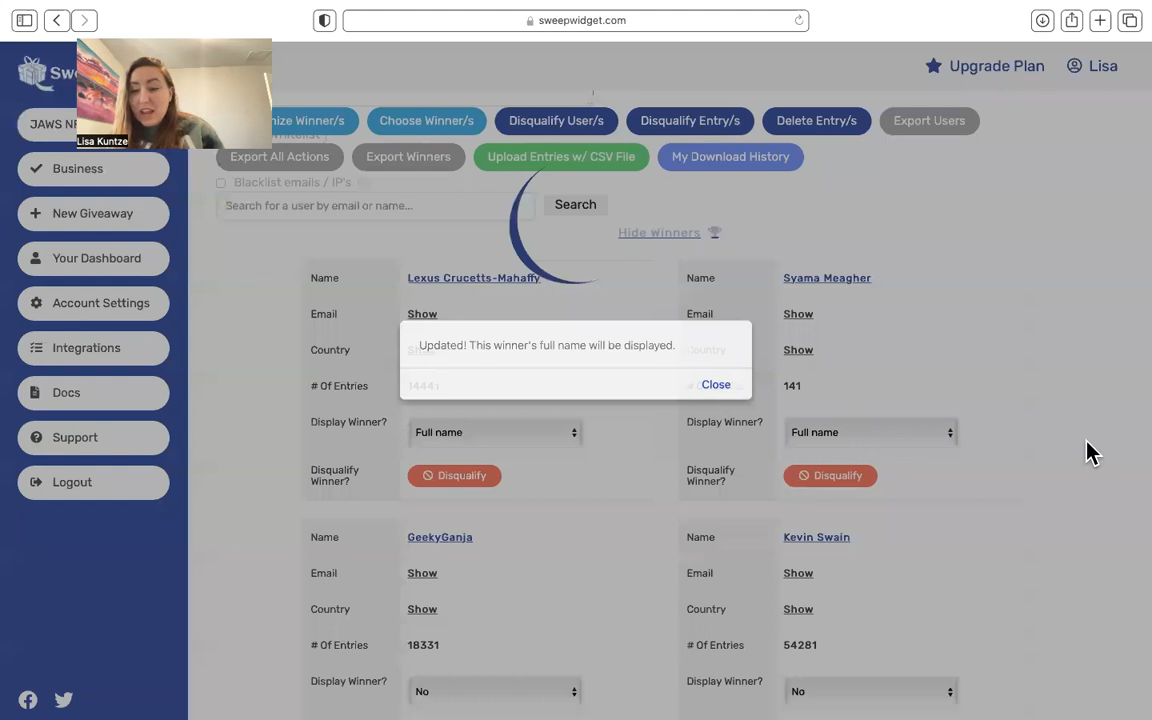 sweepwidget.com
Lisa Kuntze
Upgrade Plan
Lisa
JAWS
Business
New Giveaway
Your Dashboard
Account Settings
Integrations
Docs
Support
Logout
Winner/s
Choose Winner/s
Disqualify User/s
Disqualify Entry/s
Delete Entry/s
Export Users
Export All Actions
Export Winners
Upload Entries w/ CSV File
My Download History
Blacklist emails / IP's
Search for a user by email or name...
Search
Hide Winners
Name
Lexus Crucetts-Mahaffy
Email
Show
Country
# Of Entries
14441
Display Winner?
Full name
Disqualify
Winner?
Disqualify
Name
Syama Meagher
Email
Show
Country
Show
141
Display Winner?
Full name
Disqualify
Winner?
Disqualify
Updated! This winner's full name will be displayed.
Close
Name
GeekyGanja
Email
Show
Country
Show
# Of Entries
18331
Display Winner?
No
Name
Kevin Swain
Email
Show
Country
Show
# Of Entries
54281
Display Winner?
No